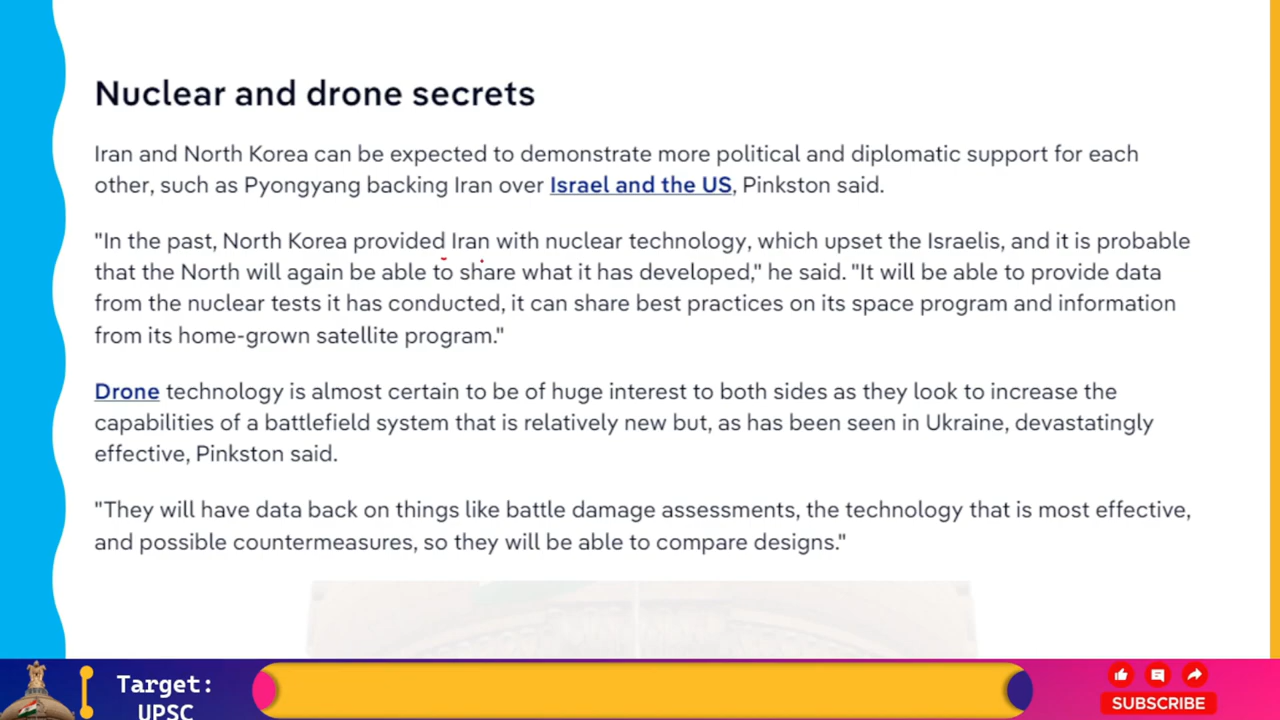 Nuclear and drone secrets
Iran and North Korea can be expected to demonstrate more political and diplomatic support for each
other, such as Pyongyang backing Iran over Israel and the US, Pinkston said.
"In the past, North Korea provided Iran with nuclear technology, which upset the Israelis, and it is probable
that the North will again be able to share what it has developed," he said. "It will be able to provide data
from the nuclear tests it has conducted, it can share best practices on its space program and information
from its home-grown satellite program."
Drone technology is almost certain to be of huge interest to both sides as they look to increase the
capabilities of a battlefield system that is relatively new but, as has been seen in Ukraine, devastatingly
effective, Pinkston said.
"They will have data back on things like battle damage assessments, the technology that is most effective,
and possible countermeasures, so they will be able to compare designs."
Target:
UPSC
SUBSCRIBE